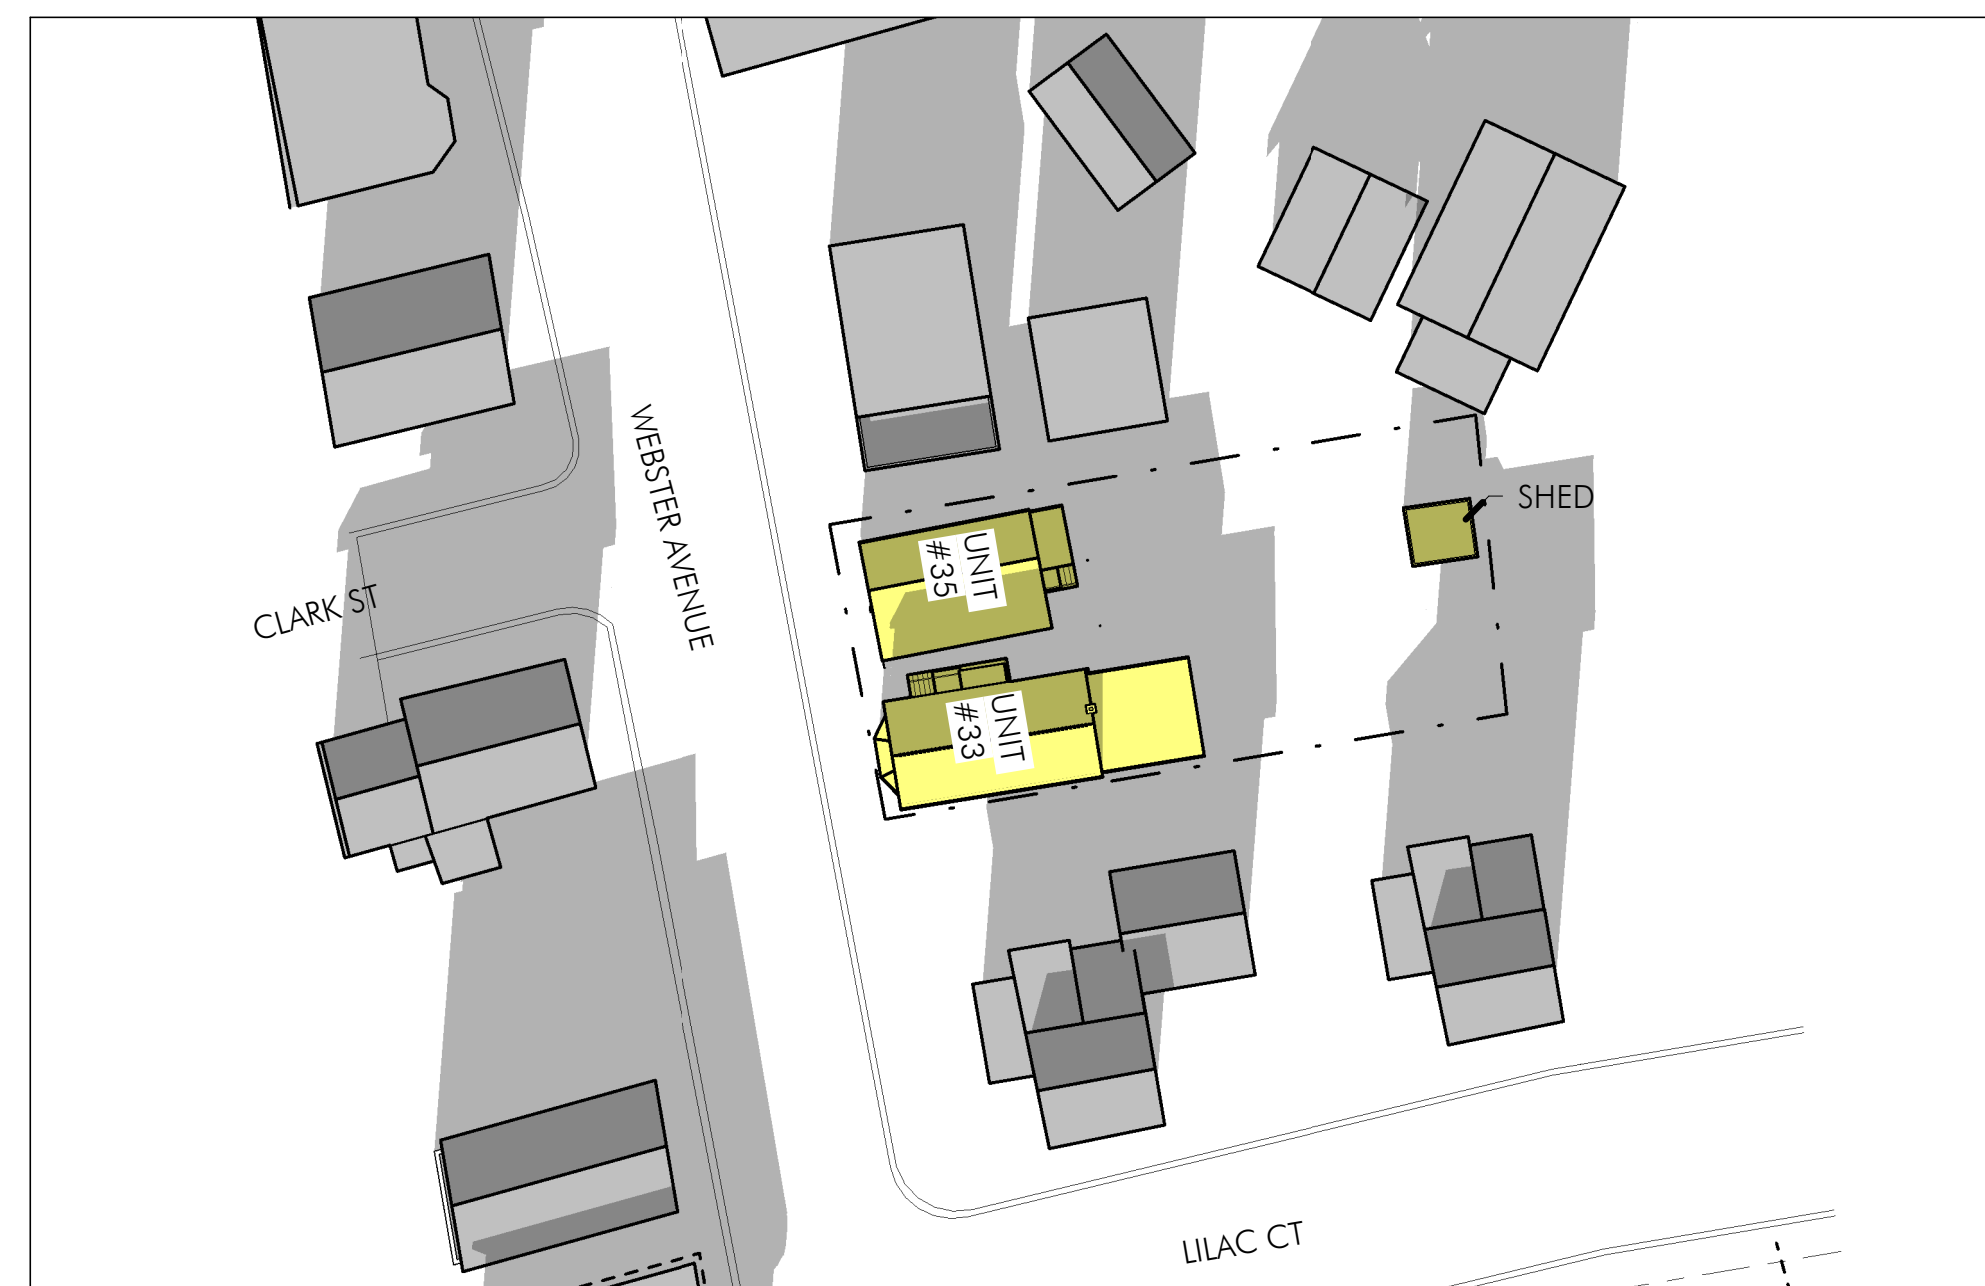 WEBSTER AVENUE
SHED
CLARK ST
UNIT
#35
UNIT
#33
LILAC CT